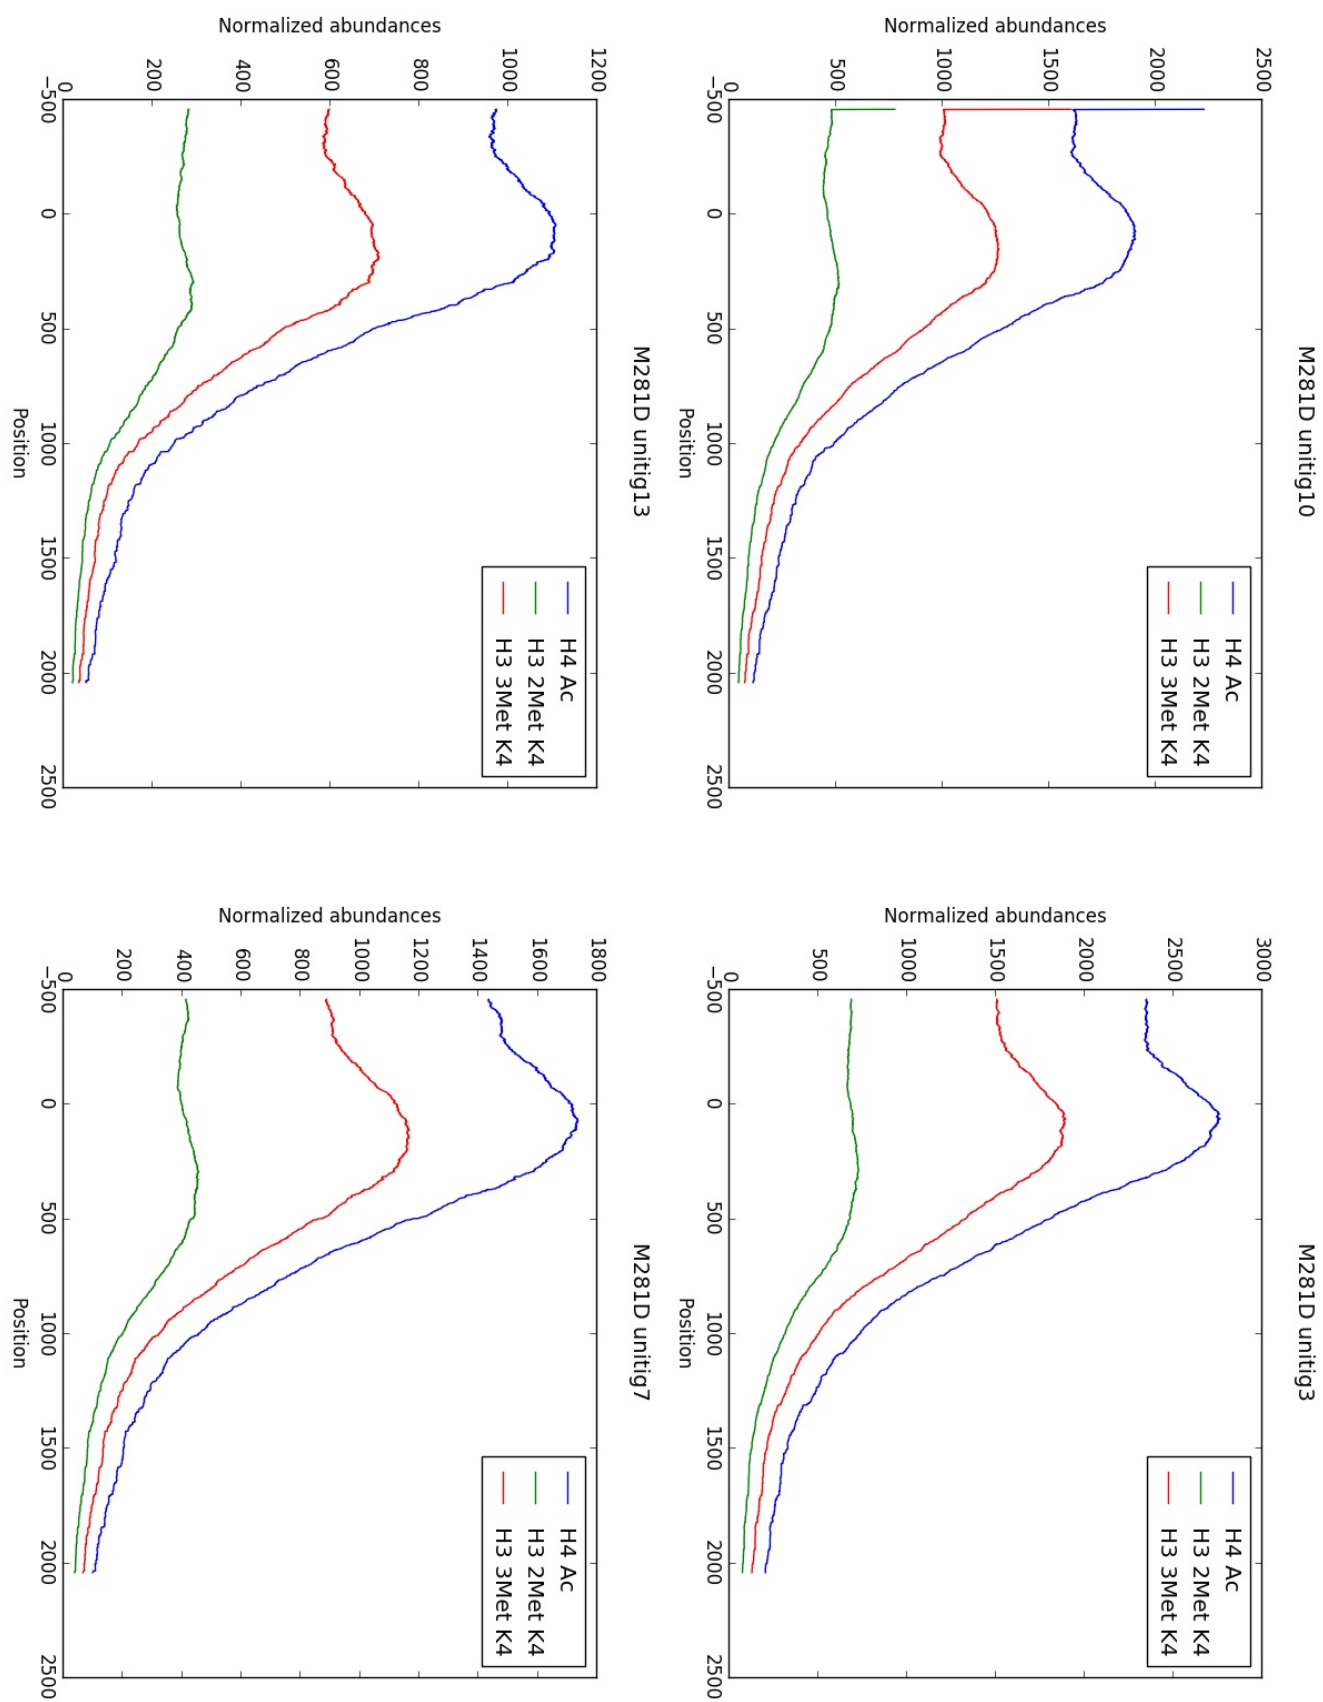 M281D unitig10
Normalized abundances
2500
2000
1500
1000
500
0
−500
0
500
1000
1500
2000
2500
Position
H4 Ac
H3 2Met K4
H3 3Met K4
M281D unitig3
Normalized abundances
3000
2500
2000
1500
1000
500
0
−500
0
500
1000
1500
2000
2500
Position
H4 Ac
H3 2Met K4
H3 3Met K4
M281D unitig13
Normalized abundances
1200
1000
800
600
400
200
0
−500
0
500
1000
1500
2000
2500
Position
H4 Ac
H3 2Met K4
H3 3Met K4
M281D unitig7
Normalized abundances
1800
1600
1400
1200
1000
800
600
400
200
0
−500
0
500
1000
1500
2000
2500
Position
H4 Ac
H3 2Met K4
H3 3Met K4